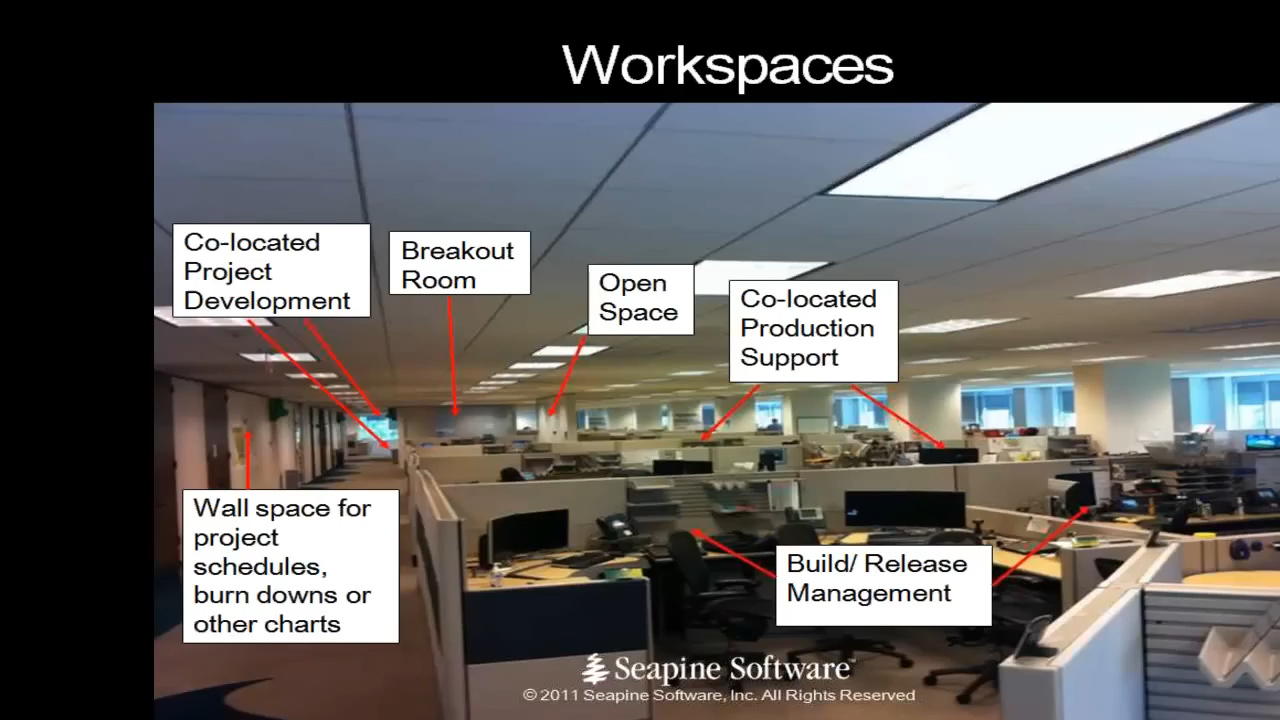 Workspaces
Co-located
Project
Development
Breakout
Room
Open
Space
Co-located
Production
Support
Wall space for
project
schedules,
burn downs or
other charts
Build/ Release
Management
Seapine Software™
© 2011 Seapine Software, Inc. All Rights Reserved